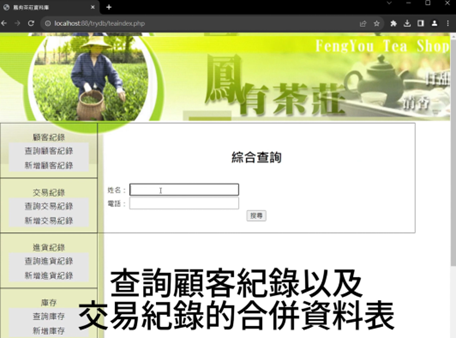 鳳有茶莊資料庫
localhost:88/trydb/teaindex.php
FengYou Tea Shop
鳳有茶莊
甘甜
清香
顧客紀錄
查詢顧客紀錄
新增顧客紀錄
交易紀錄
查詢交易紀錄
新增交易紀錄
進貨紀錄
查詢進貨紀錄
新增進貨紀錄
庫存
查詢庫存
新增庫存
綜合查詢
姓名：
電話：
搜尋
查詢顧客紀錄以及
交易紀錄的合併資料表